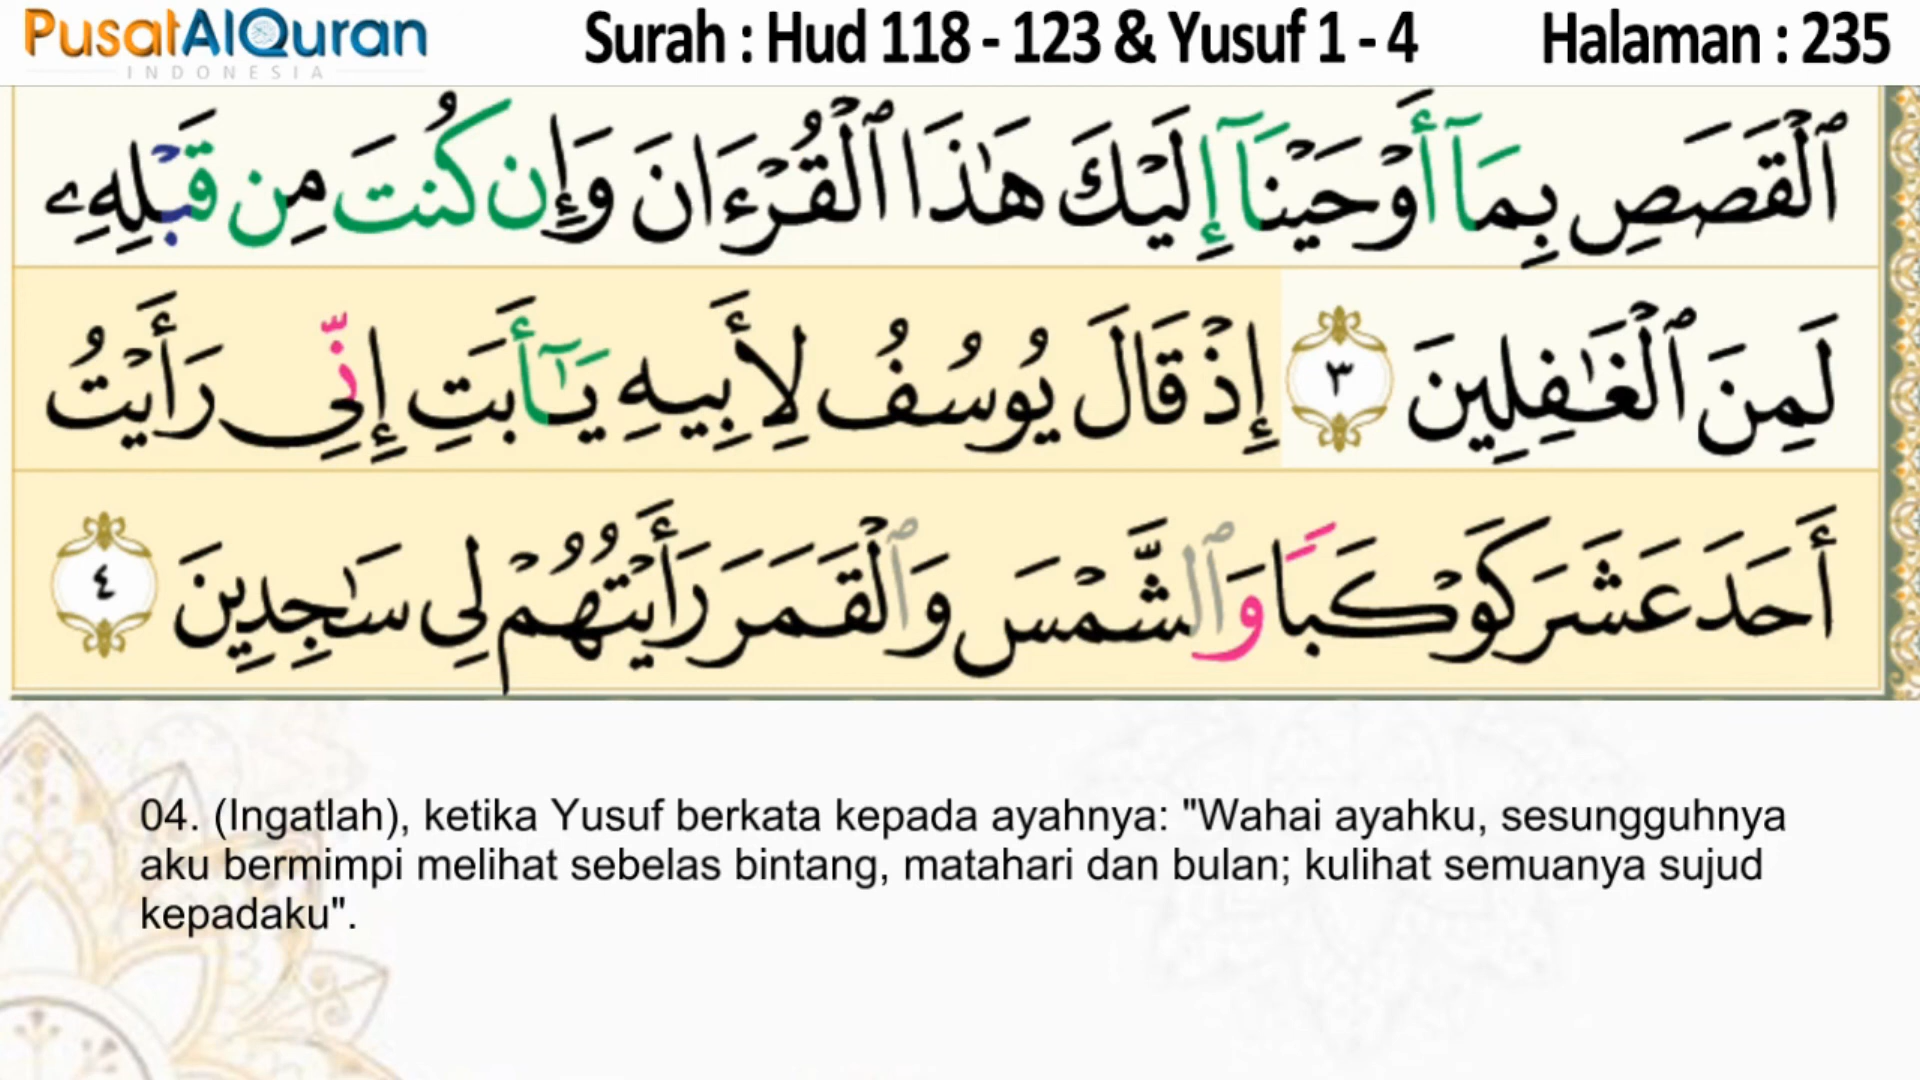 PusatAlQuran
INDONESIA
Surah : Hud 118 - 123 & Yusuf 1 - 4
Halaman : 235
ٱلْقَصَصِ بِمَآ أَوْحَيْنَآ إِلَيْكَ هَٰذَا ٱلْقُرْءَانَ وَإِن كُنتَ مِن قَبْلِهِۦ
لَمِنَ ٱلْغَٰفِلِينَ ٣ إِذْ قَالَ يُوسُفُ لِأَبِيهِ يَٰٓأَبَتِ إِنِّى رَأَيْتُ
أَحَدَ عَشَرَ كَوْكَبًا وَٱلشَّمْسَ وَٱلْقَمَرَ رَأَيْتُهُمْ لِى سَٰجِدِينَ ٤
04. (Ingatlah), ketika Yusuf berkata kepada ayahnya: "Wahai ayahku, sesungguhnya
aku bermimpi melihat sebelas bintang, matahari dan bulan; kulihat semuanya sujud
kepadaku".